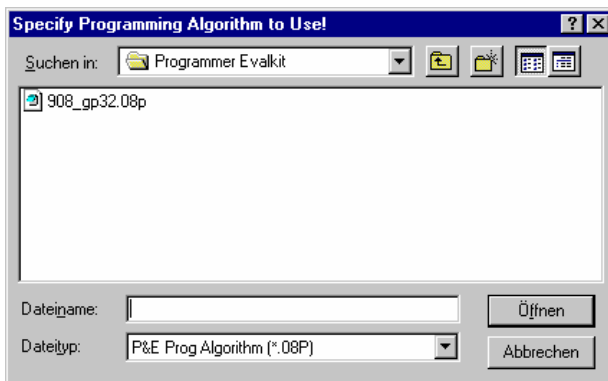 Specify Programming Algorithm to Use!
Suchen in: Programmer Evalkit
908_gp32.08p
Dateiname: Öffnen
Dateityp: P&E Prog Algorithm (*.08P) Abbrechen